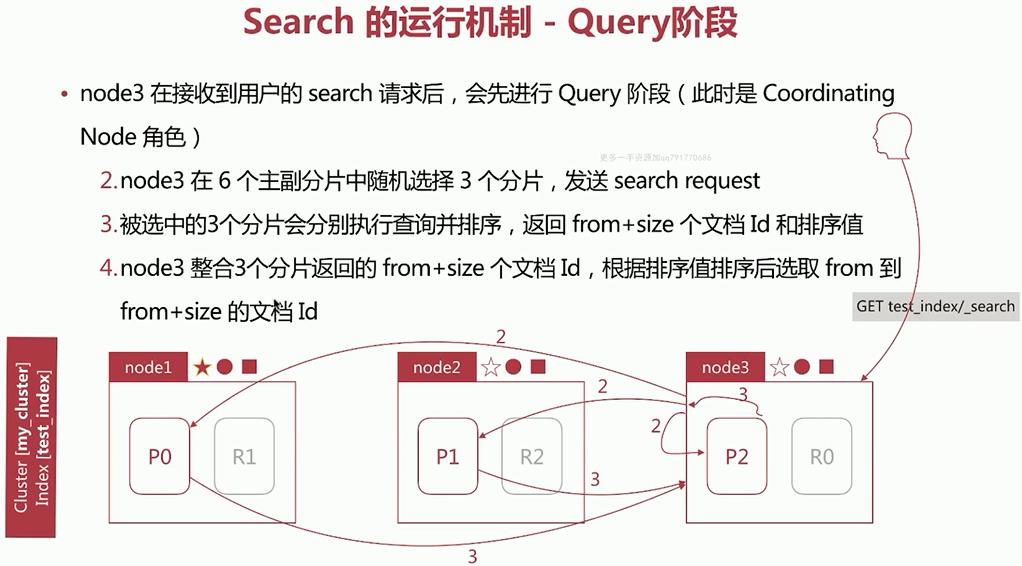 Search 的运行机制 - Query阶段
• node3 在接收到用户的 search 请求后，会先进行 Query 阶段（此时是 Coordinating
Node 角色）
更多一手资源加qq791770686
2.node3 在 6 个主副分片中随机选择 3 个分片，发送 search request
3.被选中的3个分片会分别执行查询并排序，返回 from+size 个文档 Id 和排序值
4.node3 整合3个分片返回的 from+size 个文档 Id，根据排序值排序后选取 from 到
from+size 的文档 Id
GET test_index/_search
Cluster [my_cluster]
Index [test_index]
node1
node2
node3
2
2
3
2
P0
R1
P1
R2
P2
R0
3
3